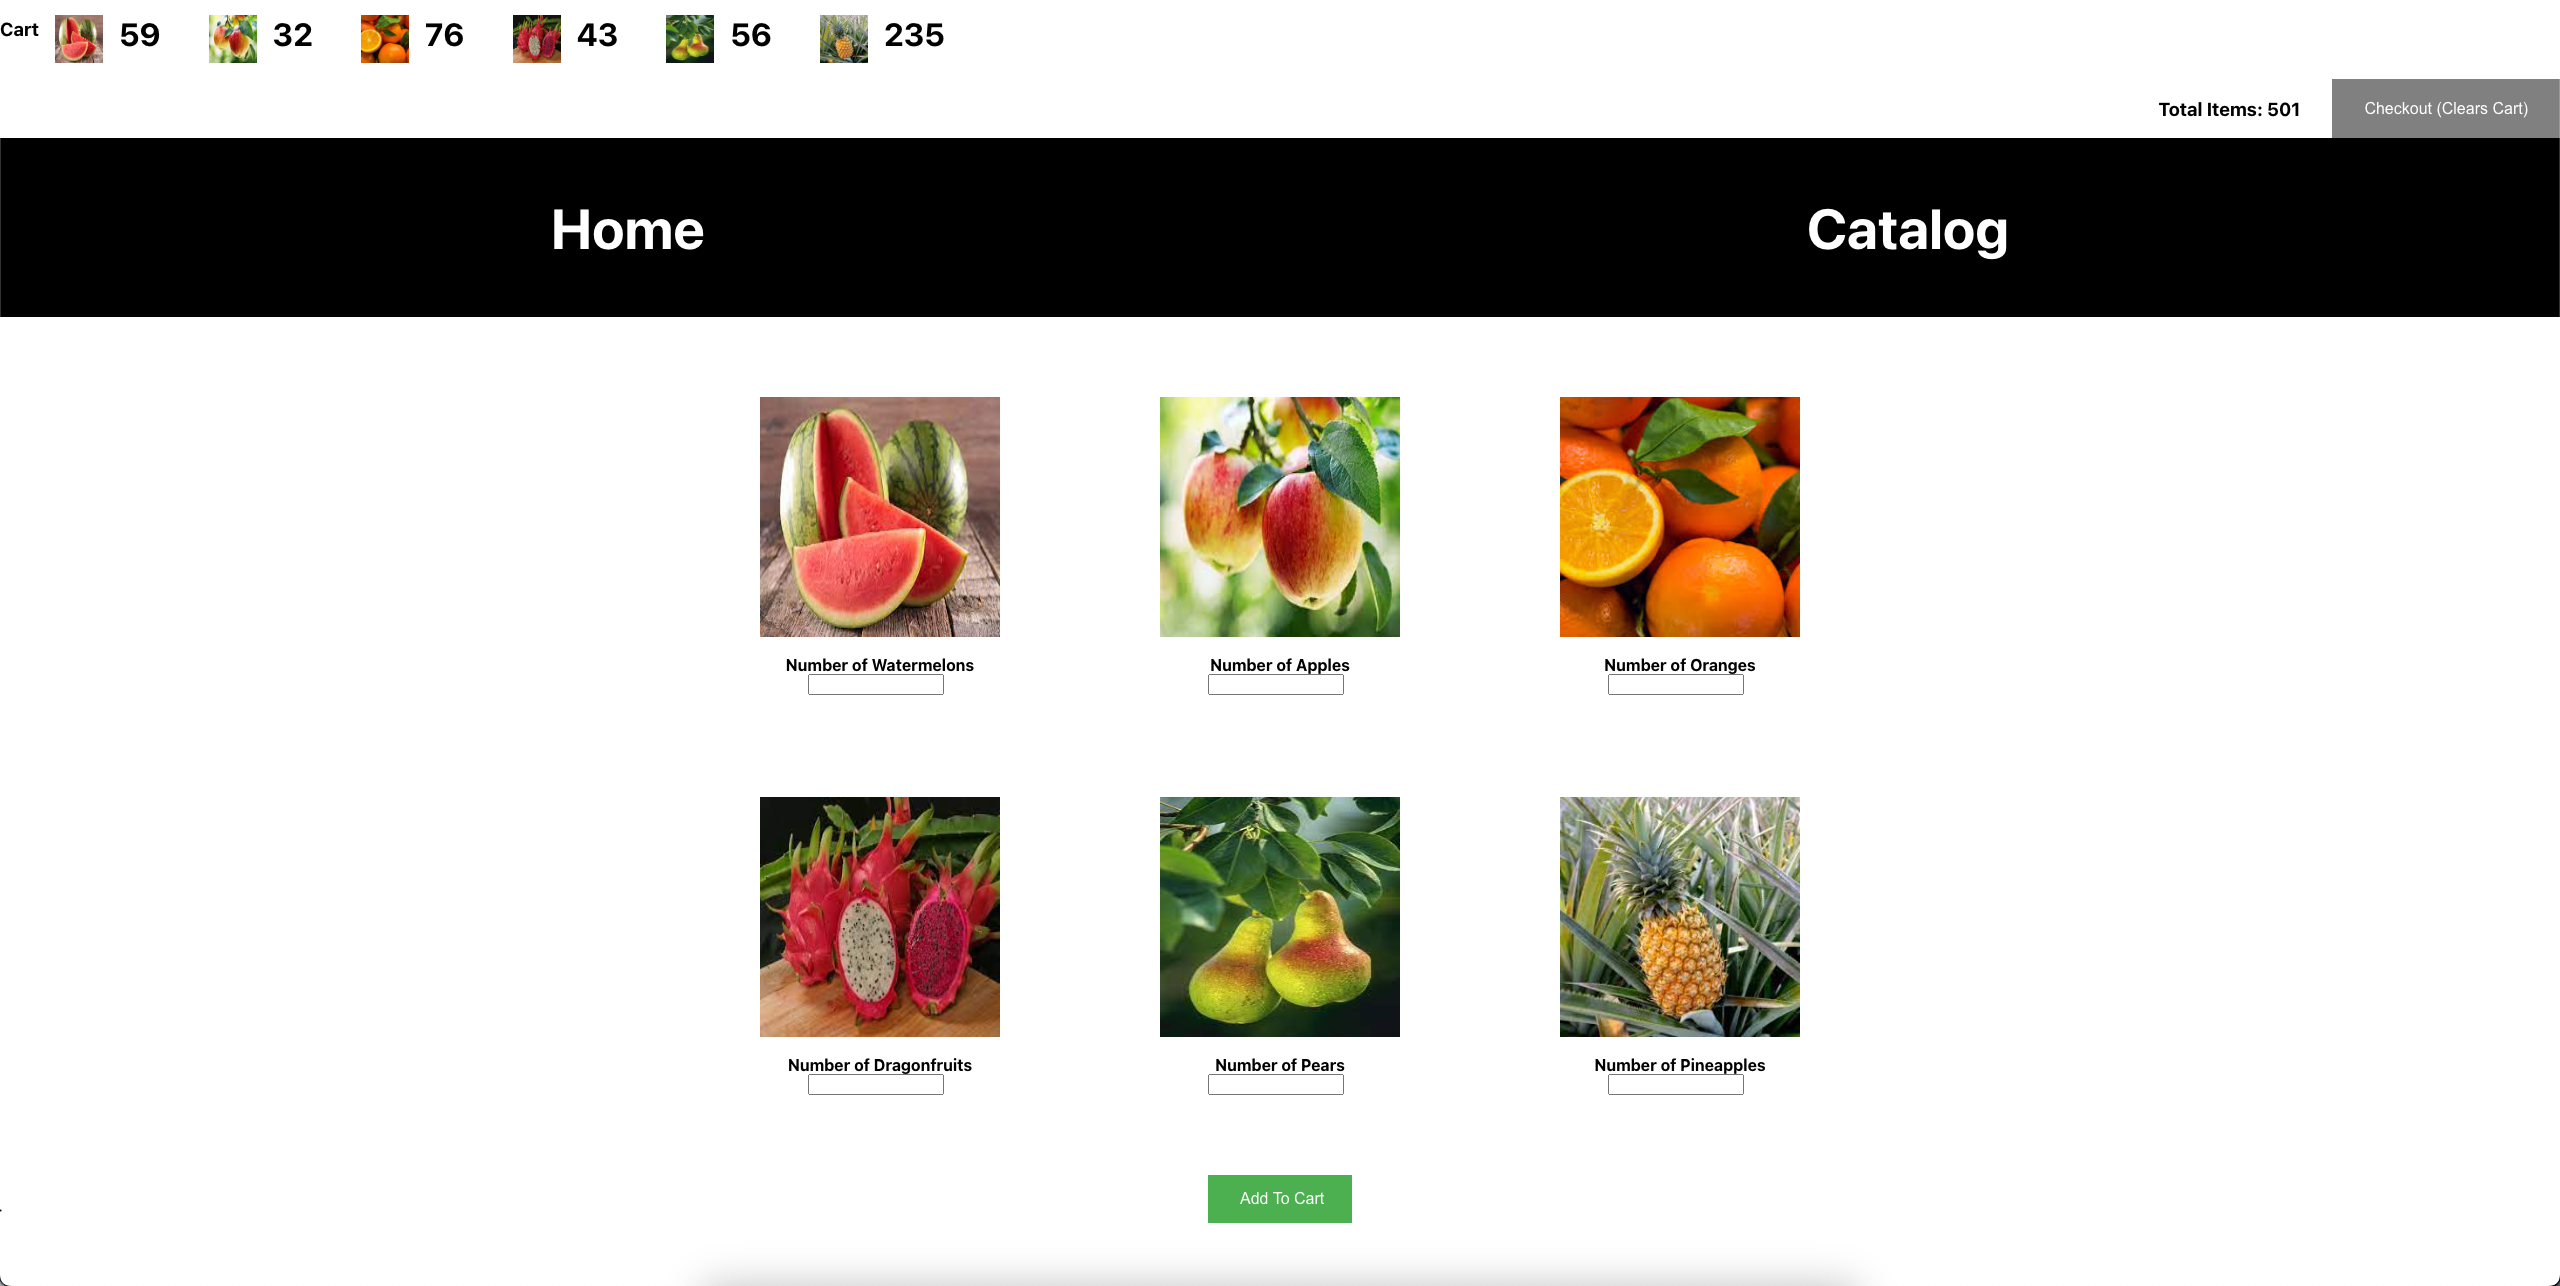 Cart 59 32 76 43 56 235
Total Items: 501 Checkout (Clears Cart)
Home Catalog
Number of Watermelons Number of Apples Number of Oranges
Number of Dragonfruits Number of Pears Number of Pineapples
Add To Cart